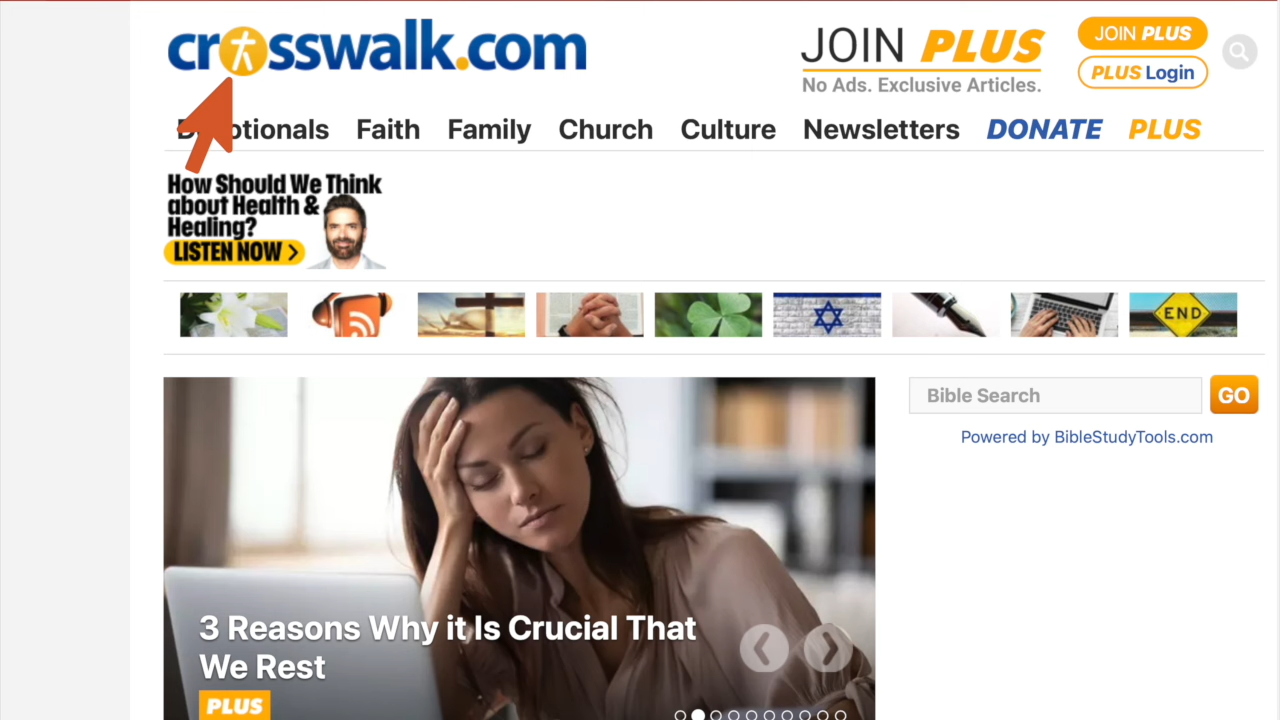 crosswalk.com
JOIN PLUS
No Ads. Exclusive Articles.
JOIN PLUS
PLUS Login
Devotionals Faith Family Church Culture Newsletters DONATE PLUS
How Should We Think
about Health &
Healing?
LISTEN NOW >
END
Bible Search
GO
Powered by BibleStudyTools.com
3 Reasons Why it Is Crucial That
We Rest
PLUS